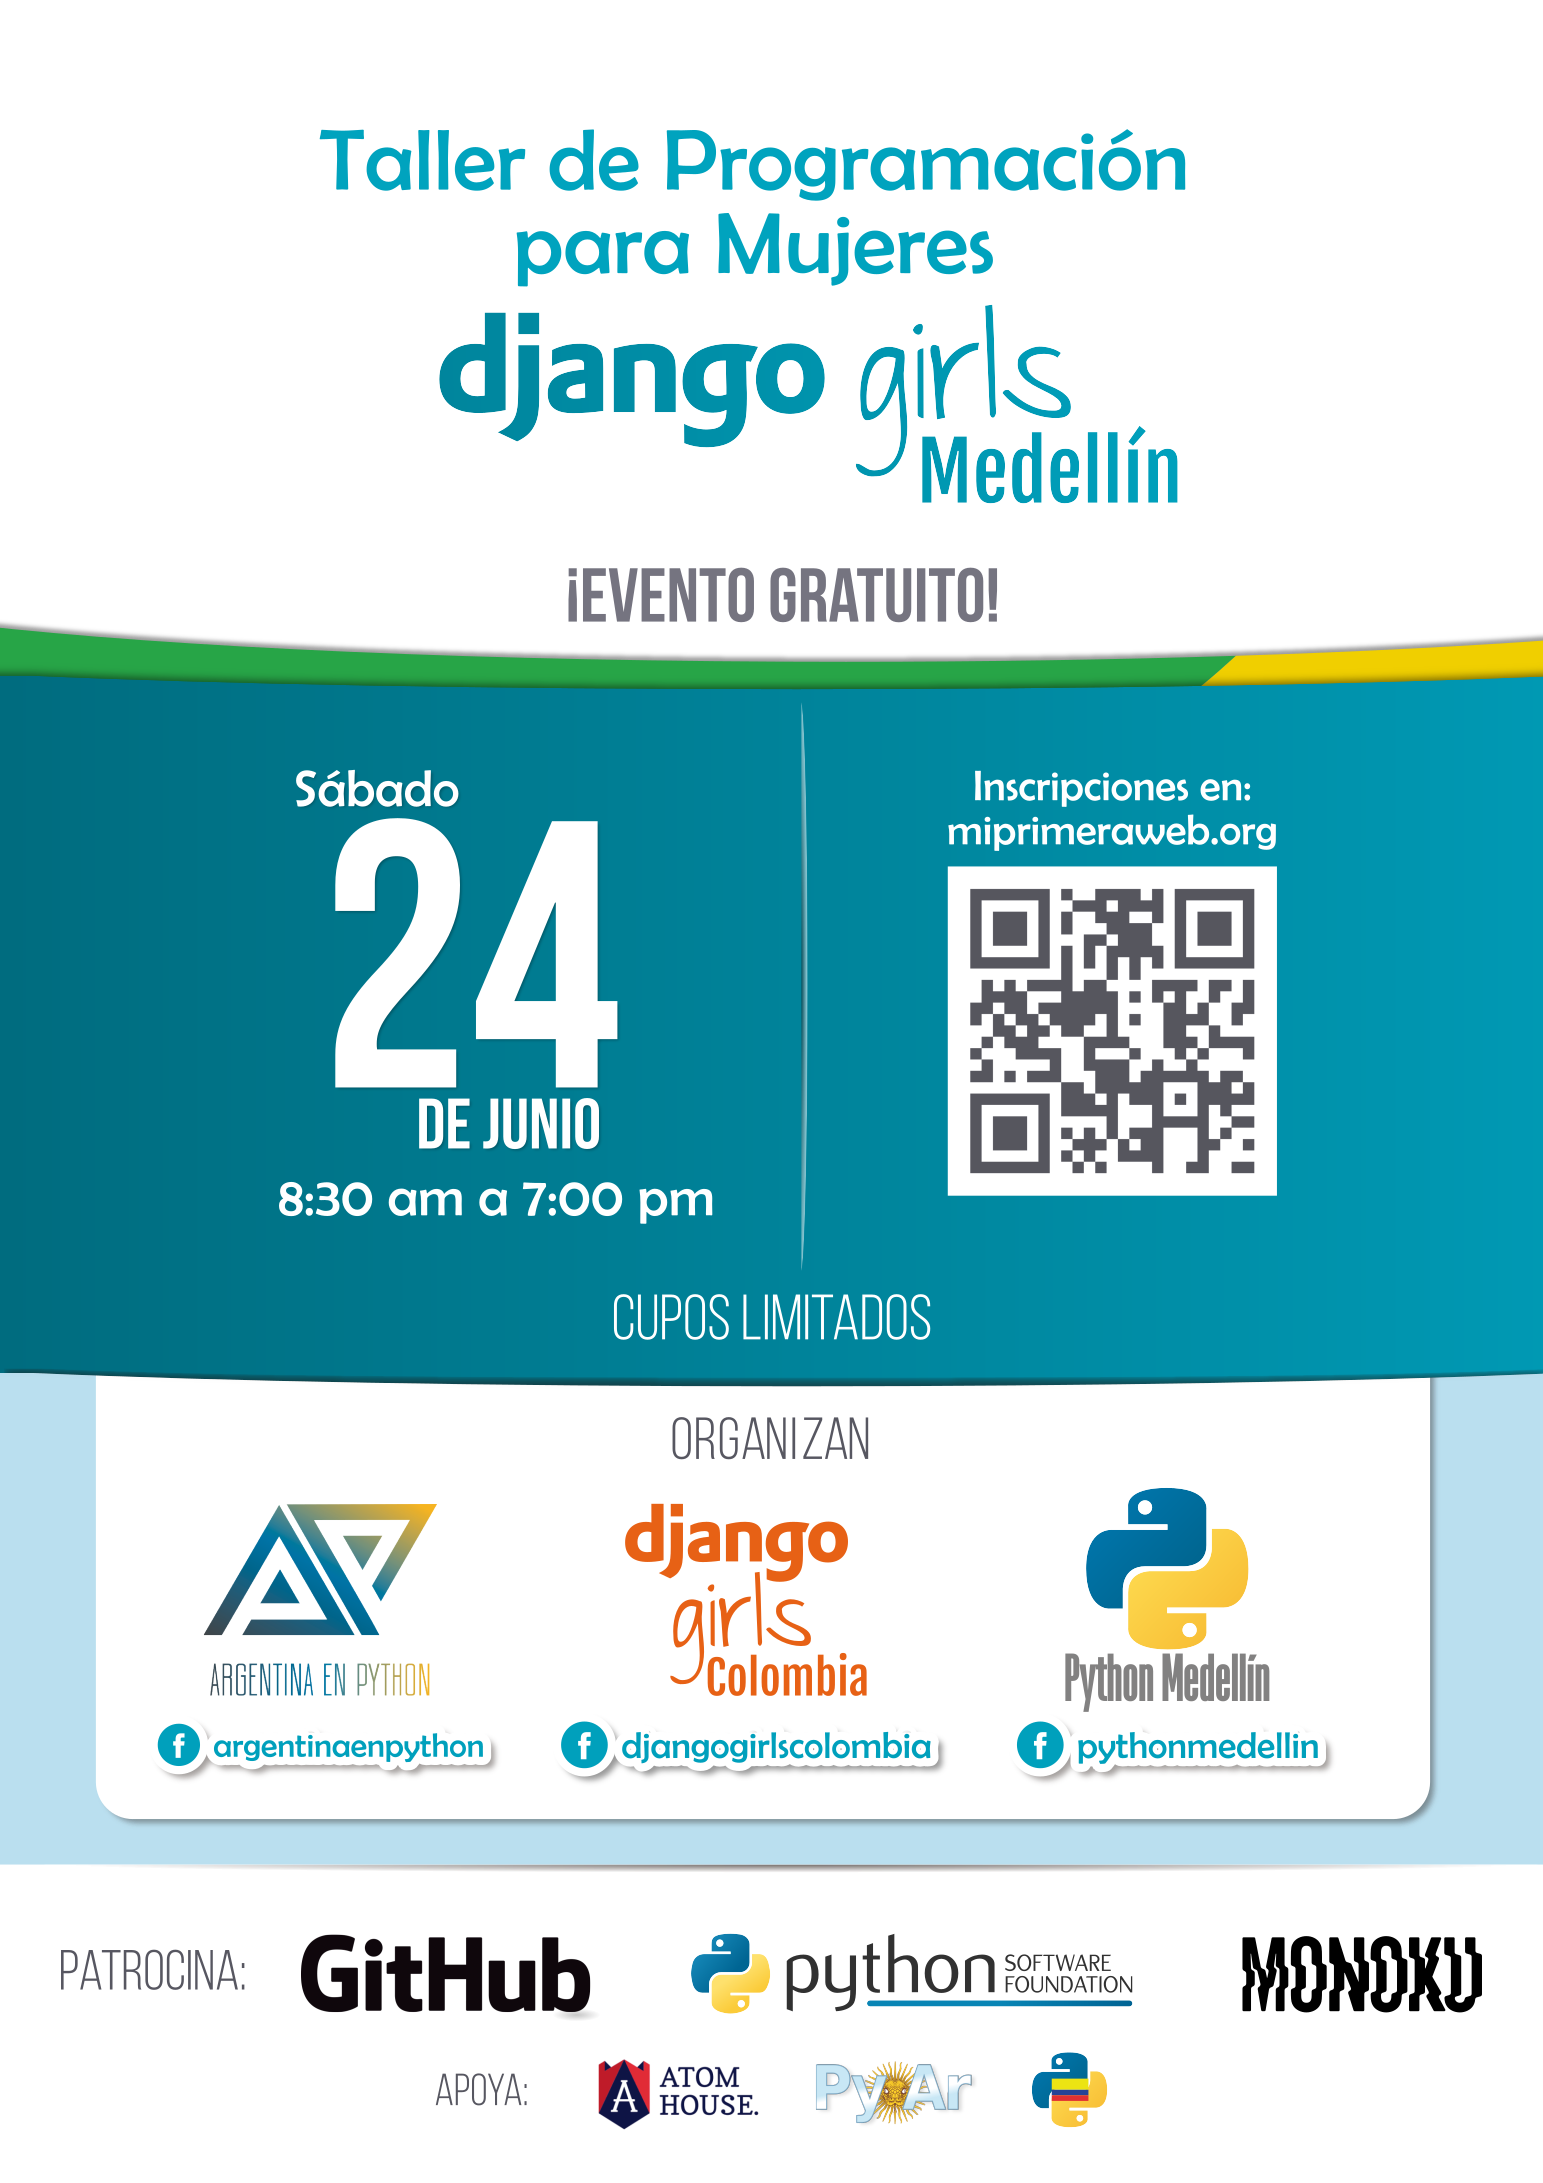 Taller de Programación
para Mujeres
django girls
Medellín
¡EVENTO GRATUITO!
Sábado
24
DE JUNIO
8:30 am a 7:00 pm
Inscripciones en:
miprimeraweb.org
CUPOS LIMITADOS
ORGANIZAN
ARGENTINA EN PYTHON
argentinaenpython
django
girls
Colombia
djangogirlscolombia
Python Medellín
pythonmedellin
PATROCINA:
GitHub
python SOFTWARE
FOUNDATION
MONOKU
APOYA:
ATOM
HOUSE.
PyAr